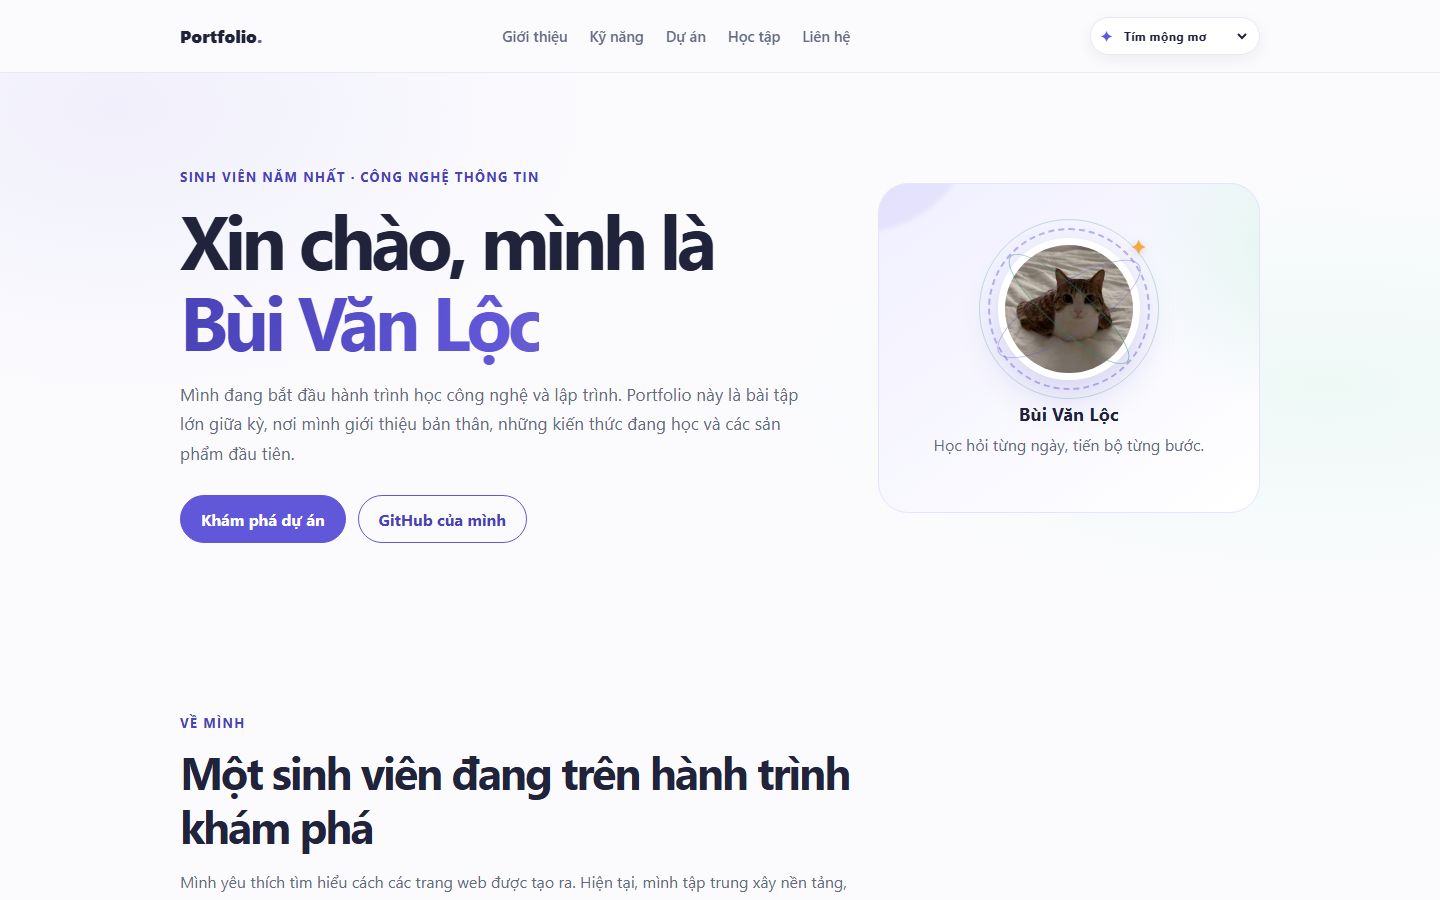 Portfolio.
Giới thiệu
Kỹ năng
Dự án
Học tập
Liên hệ
Tím mộng mơ
SINH VIÊN NĂM NHẤT · CÔNG NGHỆ THÔNG TIN
Xin chào, mình là
Bùi Văn Lộc
Mình đang bắt đầu hành trình học công nghệ và lập trình. Portfolio này là bài tập
lớn giữa kỳ, nơi mình giới thiệu bản thân, những kiến thức đang học và các sản
phẩm đầu tiên.
Khám phá dự án
GitHub của mình
Bùi Văn Lộc
Học hỏi từng ngày, tiến bộ từng bước.
VỀ MÌNH
Một sinh viên đang trên hành trình
khám phá
Mình yêu thích tìm hiểu cách các trang web được tạo ra. Hiện tại, mình tập trung xây nền tảng,